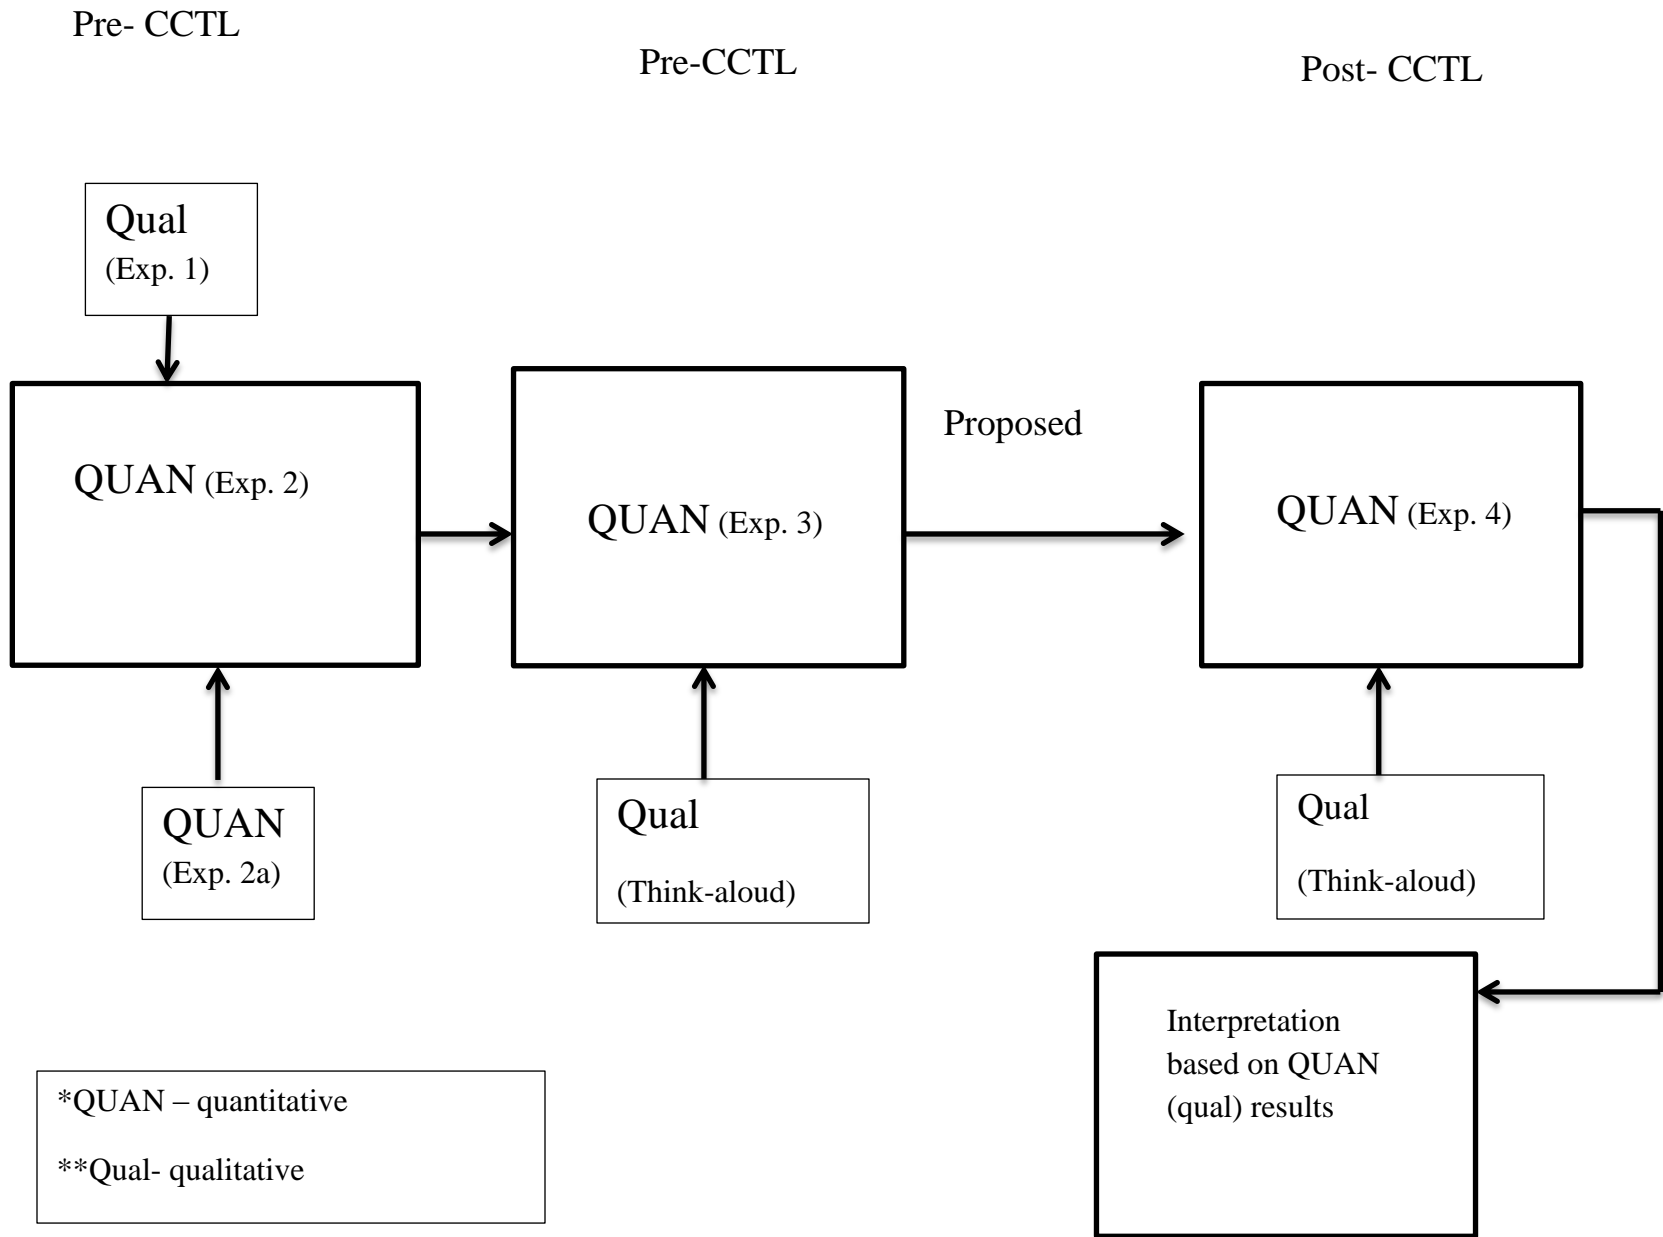 Pre- CCTL
Pre-CCTL
Post- CCTL
Qual
(Exp. 1)
QUAN (Exp. 2)
QUAN (Exp. 3)
Proposed
QUAN (Exp. 4)
QUAN
(Exp. 2a)
Qual
(Think-aloud)
Qual
(Think-aloud)
Interpretation
based on QUAN
(qual) results
*QUAN – quantitative
**Qual- qualitative